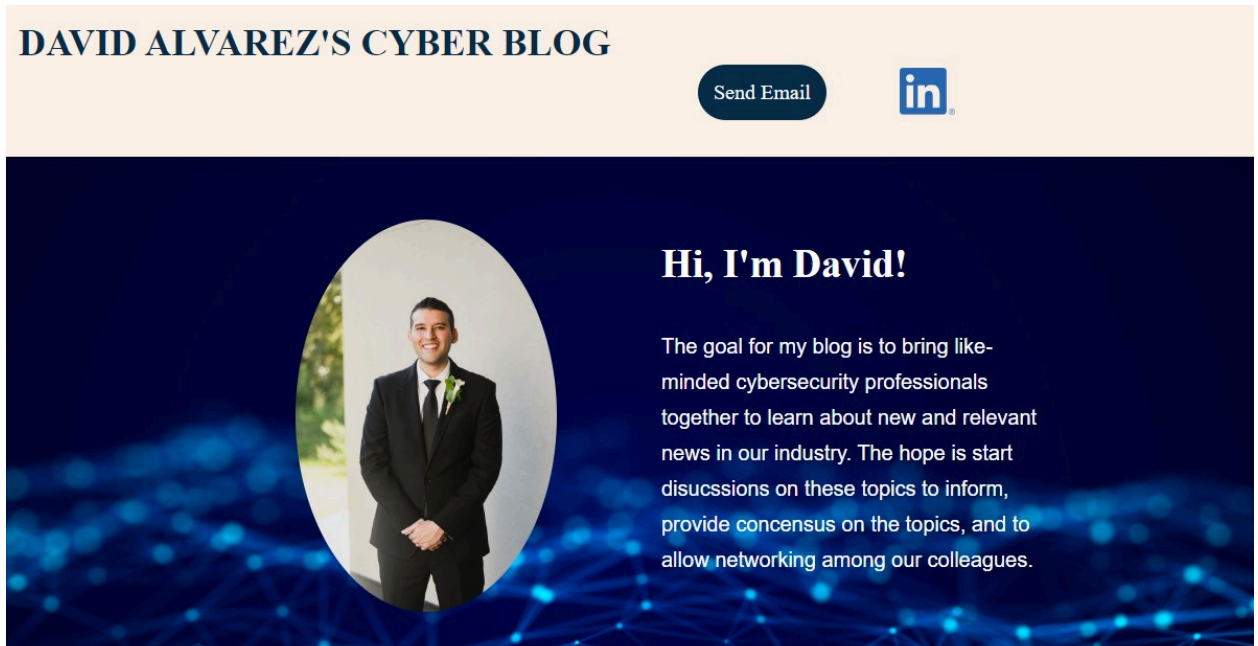 DAVID ALVAREZ'S CYBER BLOG
Send Email
in
Hi, I'm David!
The goal for my blog is to bring like-
minded cybersecurity professionals
together to learn about new and relevant
news in our industry. The hope is start
disucssions on these topics to inform,
provide concensus on the topics, and to
allow networking among our colleagues.